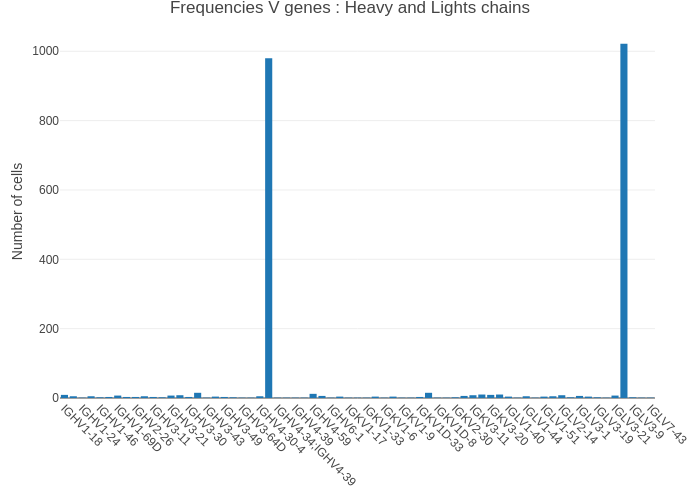 Frequencies V genes : Heavy and Lights chains
Number of cells
1000
800
600
400
200
0
IGHV1-18
IGHV1-24
IGHV1-46
IGHV1-69D
IGHV2-26
IGHV3-11
IGHV3-21
IGHV3-30
IGHV3-43
IGHV3-49
IGHV3-64D
IGHV4-30-4
IGHV4-34;IGHV4-39
IGHV4-39
IGHV4-59
IGHV6-1
IGKV1-17
IGKV1-33
IGKV1-6
IGKV1-9
IGKV1D-33
IGKV1D-8
IGKV2-30
IGKV3-11
IGKV3-20
IGLV1-40
IGLV1-44
IGLV1-51
IGLV2-14
IGLV3-1
IGLV3-19
IGLV3-21
IGLV3-9
IGLV7-43